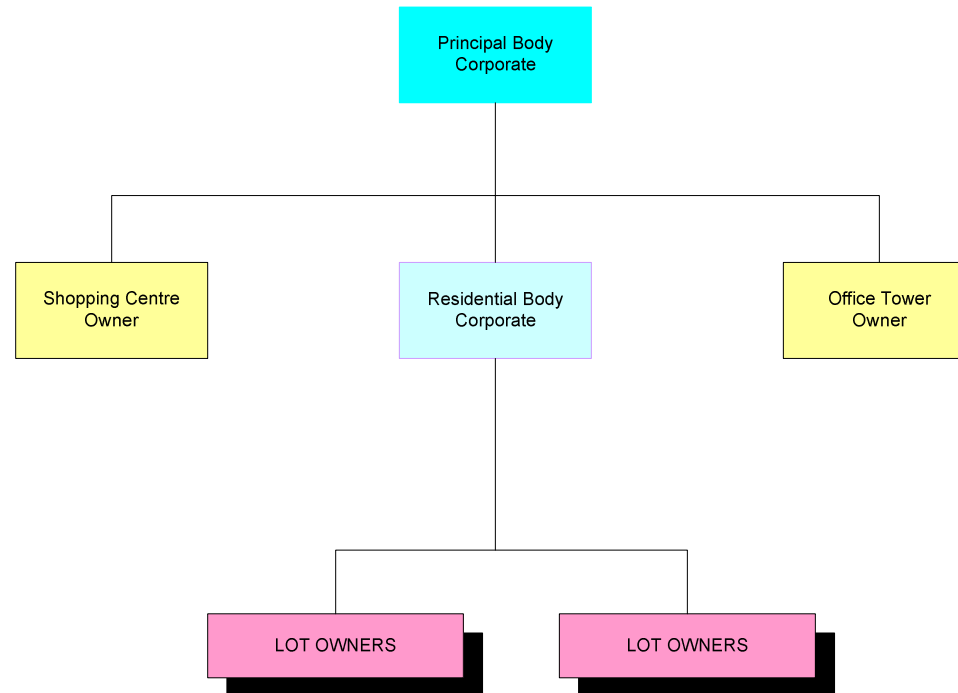 Principal Body
Corporate
Shopping Centre
Owner
Residential Body
Corporate
Office Tower
Owner
LOT OWNERS
LOT OWNERS